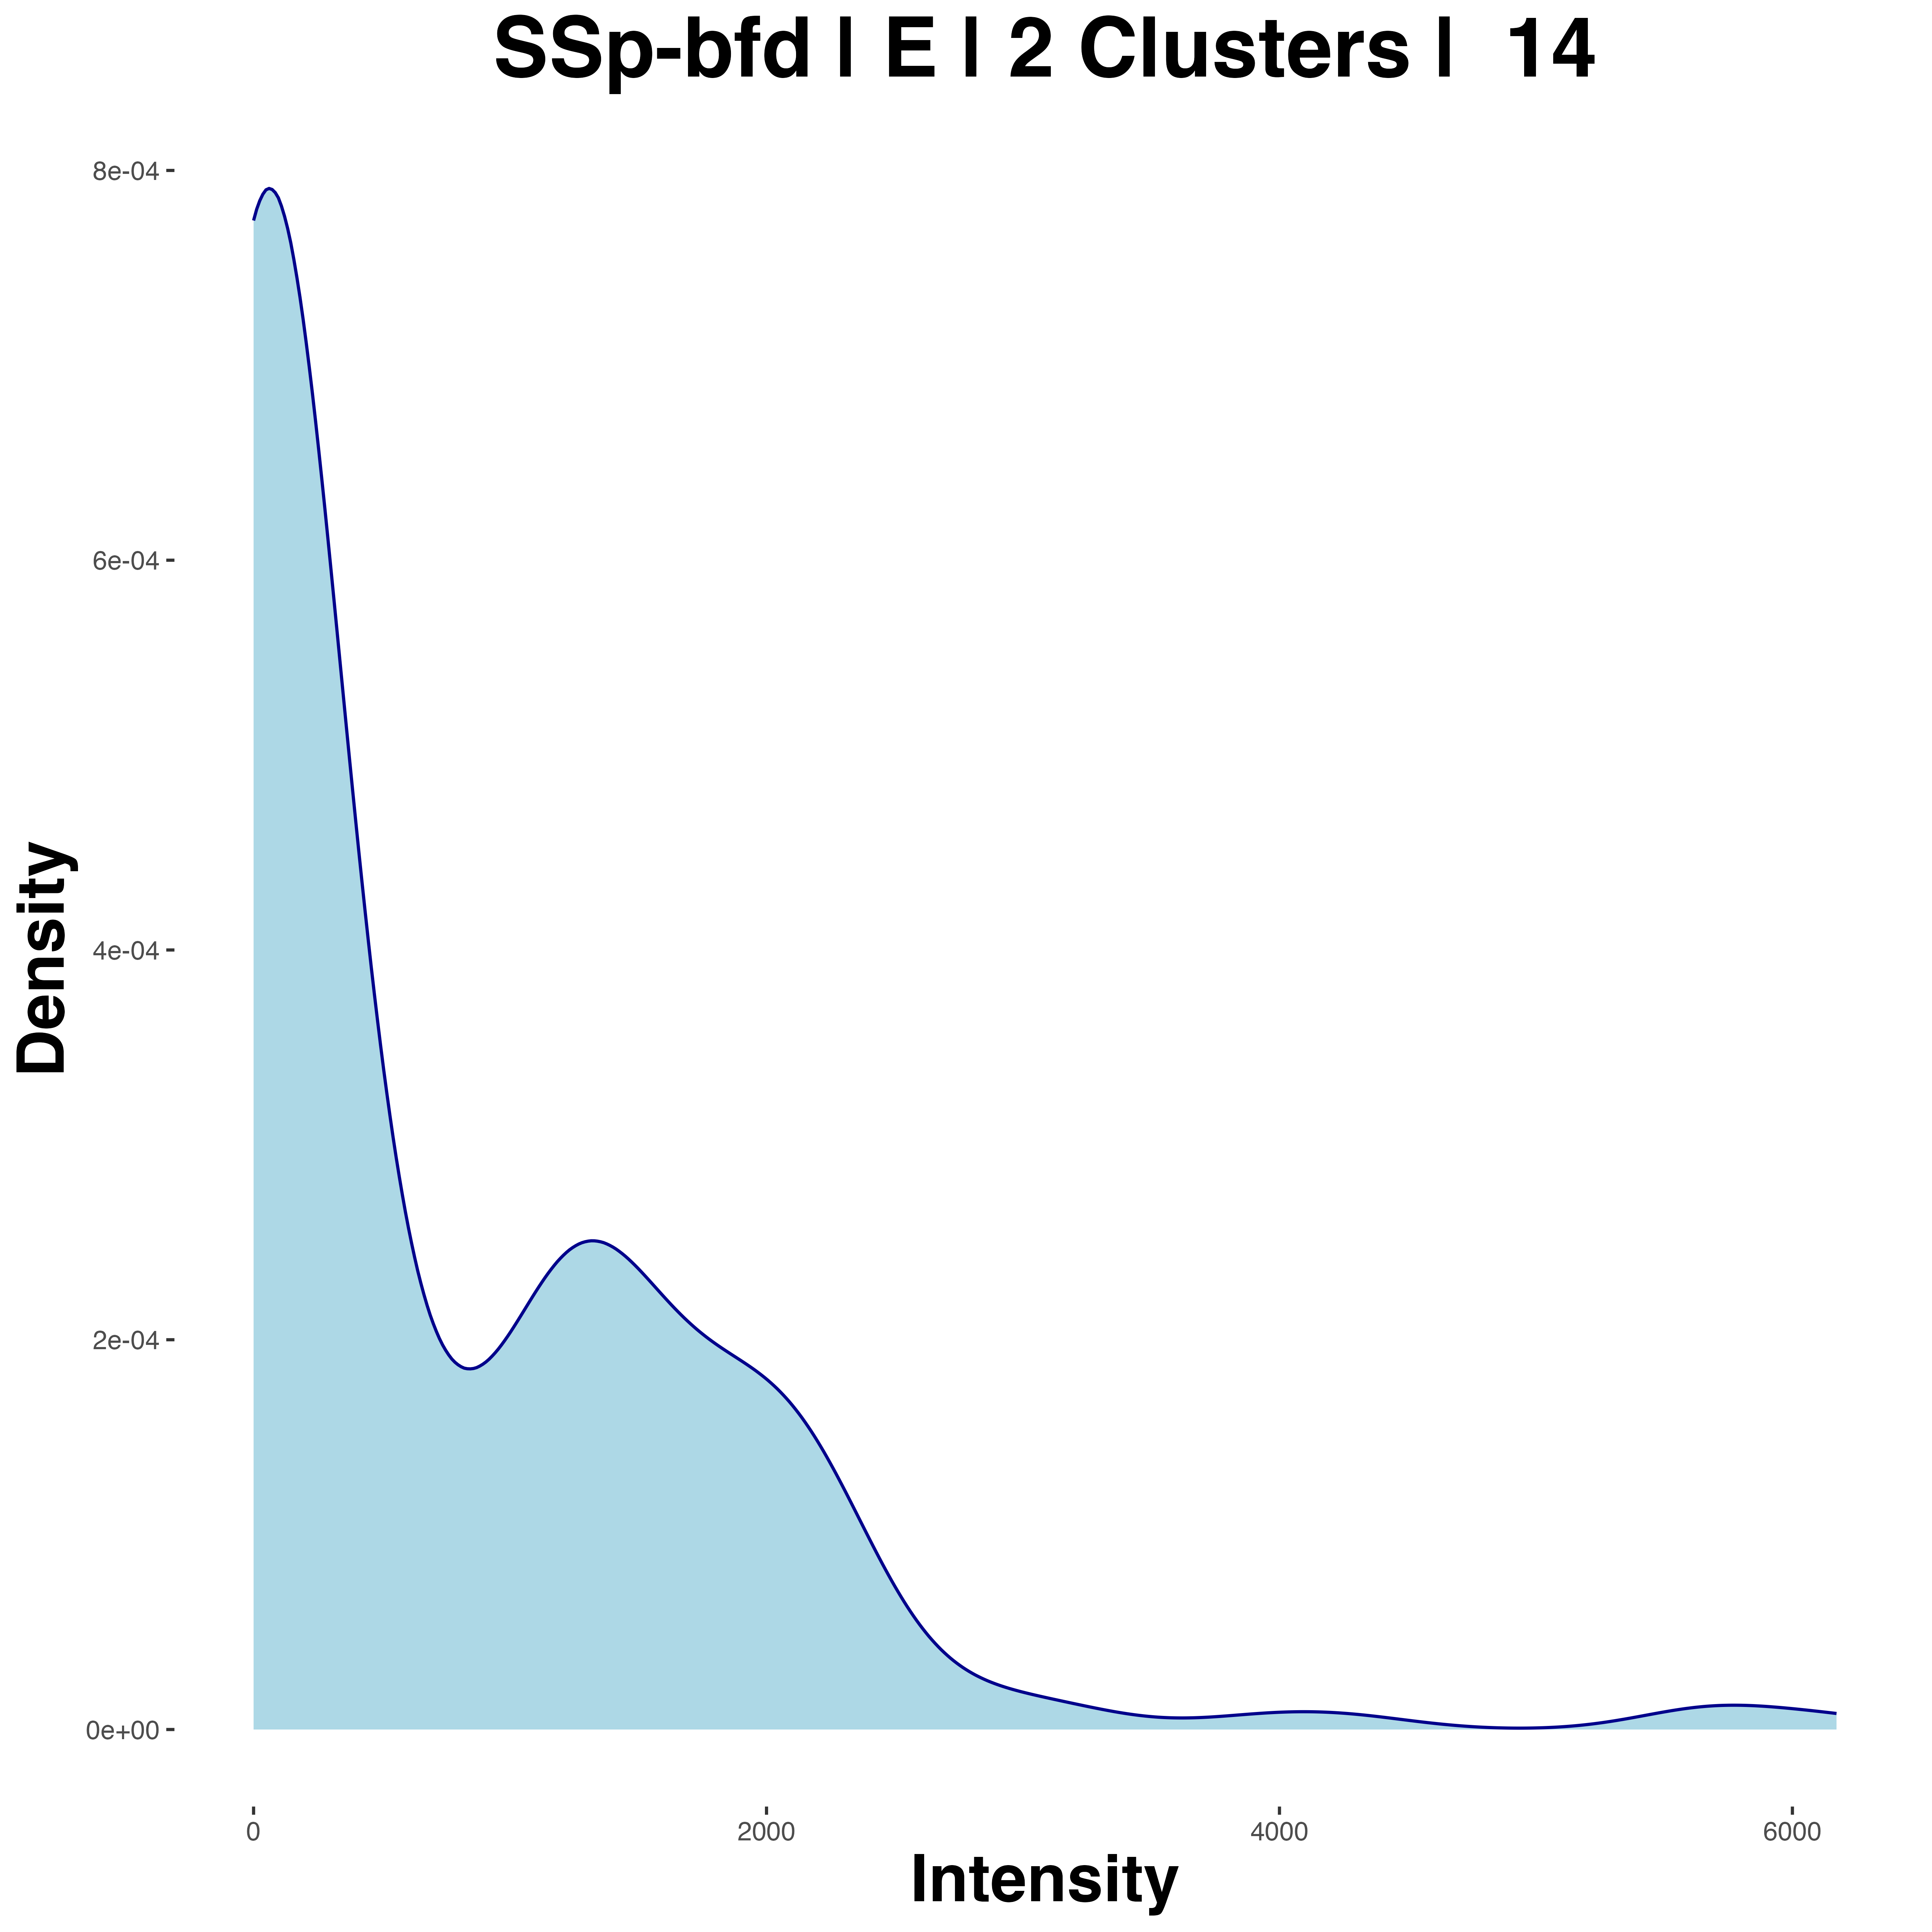 SSp-bfd | E | 2 Clusters | 14
8e-04
6e-04
4e-04
2e-04
0e+00
Density
0 2000 4000 6000
Intensity